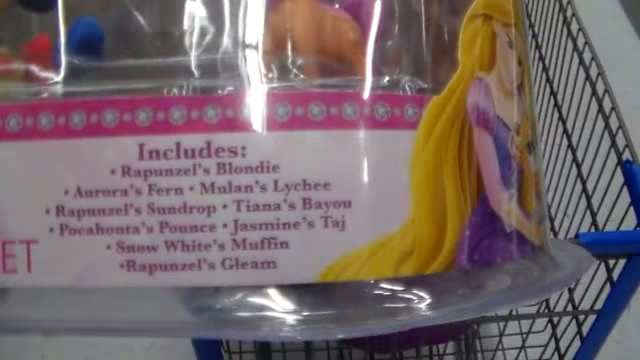 Includes:
• Rapunzel's Blondie
• Aurora's Fern • Mulan's Lychee
• Rapunzel's Sundrop • Tiana's Bayou
• Pocahonta's Pounce • Jasmine's Taj
• Snow White's Muffin
•Rapunzel's Gleam
ET